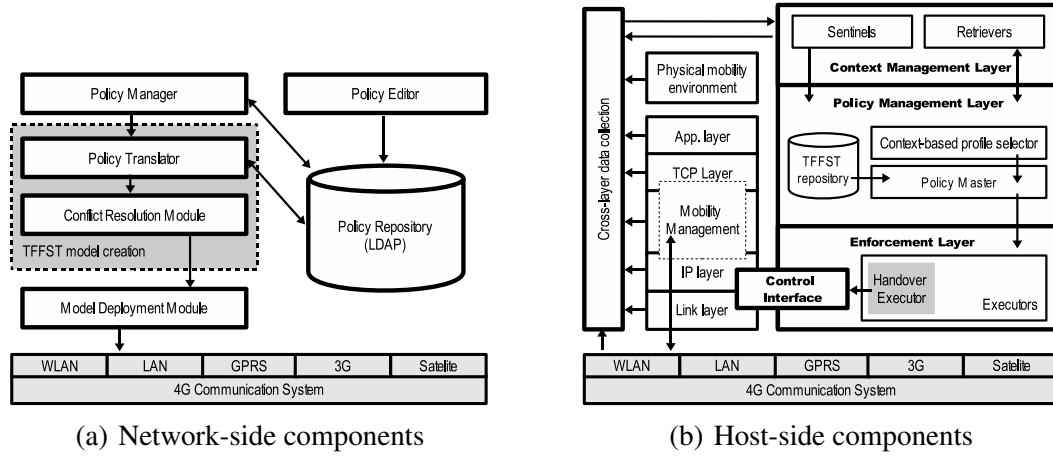 Policy Manager
Policy Editor
Policy Translator
Conflict Resolution Module
TFFST model creation
Policy Repository
(LDAP)
Model Deployment Module
WLAN
LAN
GPRS
3G
Satelite
4G Communication System
(a) Network-side components
Cross-layer data collection
Physical mobility
environment
App. layer
TCP Layer
Mobility
Management
IP layer
Link layer
Sentinels
Retrievers
Context Management Layer
Policy Management Layer
TFFST
repository
Context-based profile selector
Policy Master
Enforcement Layer
Control
Interface
Handover
Executor
Executors
WLAN
LAN
GPRS
3G
Satelite
4G Communication System
(b) Host-side components